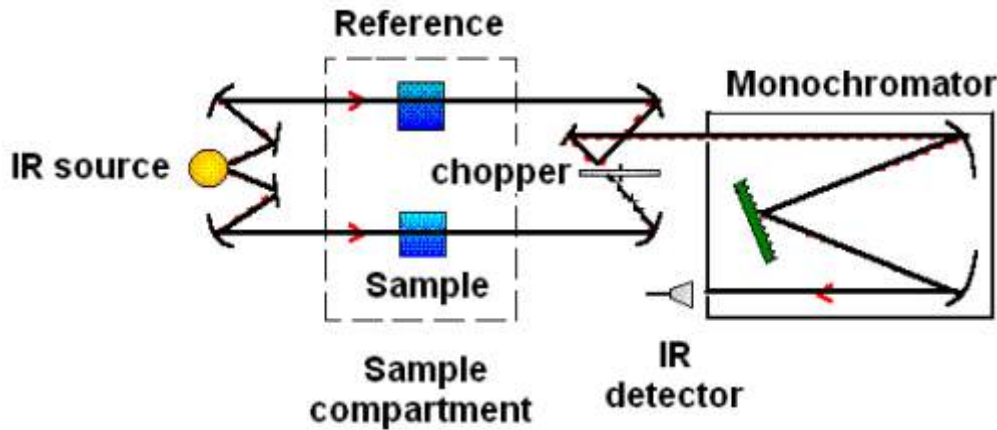 Reference
Monochromator
IR source
chopper
Sample
Sample
compartment
IR
detector